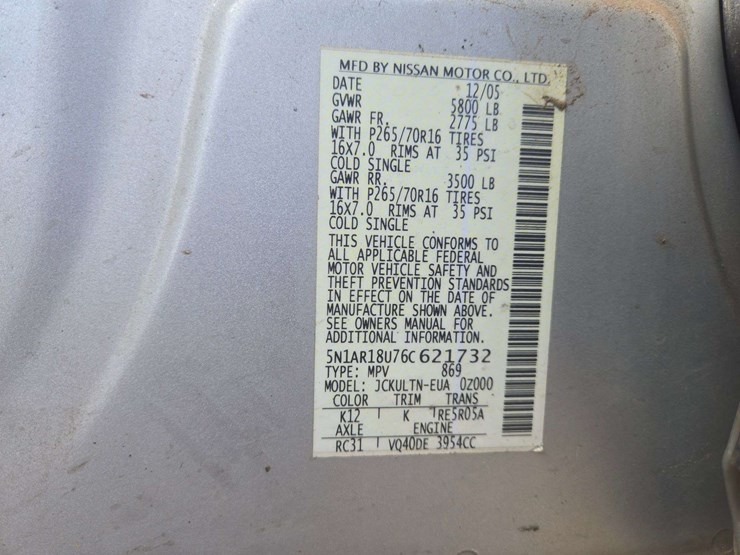 MFD BY NISSAN MOTOR CO., LTD.
DATE 12/05
GVWR 5800 LB
GAWR FR. 2775 LB
WITH P265/70R16 TIRES
16X7.0 RIMS AT 35 PSI
COLD SINGLE
GAWR RR. 3500 LB
WITH P265/70R16 TIRES
16X7.0 RIMS AT 35 PSI
COLD SINGLE
THIS VEHICLE CONFORMS TO
ALL APPLICABLE FEDERAL
MOTOR VEHICLE SAFETY AND
THEFT PREVENTION STANDARDS
IN EFFECT ON THE DATE OF
MANUFACTURE SHOWN ABOVE.
SEE OWNERS MANUAL FOR
ADDITIONAL INFORMATION.
5N1AR18U76C621732
TYPE: MPV 869
MODEL: JCKULTN-EUA 0Z000
COLOR TRIM TRANS
K12 K RE5R05A
AXLE ENGINE
RC31 VQ40DE 3954CC